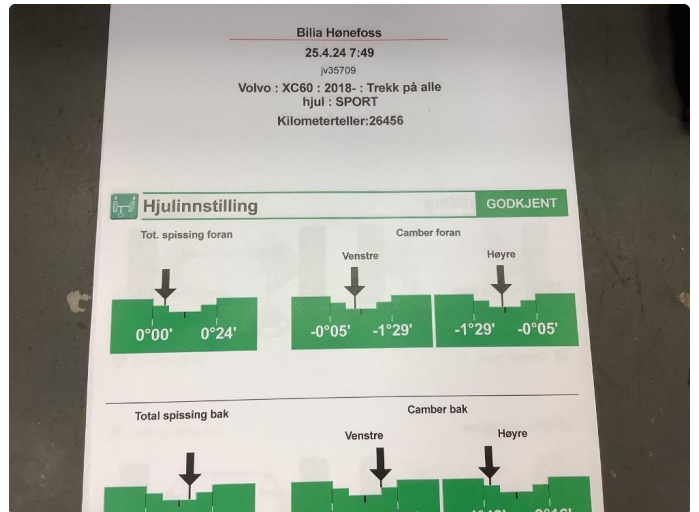 Bilia Hønefoss
25.4.24 7:49
jv35709
Volvo : XC60 : 2018- : Trekk på alle
hjul : SPORT
Kilometerteller:26456
Hjulinnstilling
GODKJENT
Tot. spissing foran
Camber foran
Venstre
Høyre
0°00' 0°24'
-0°05' -1°29'
-1°29' -0°05'
Total spissing bak
Camber bak
Venstre
Høyre